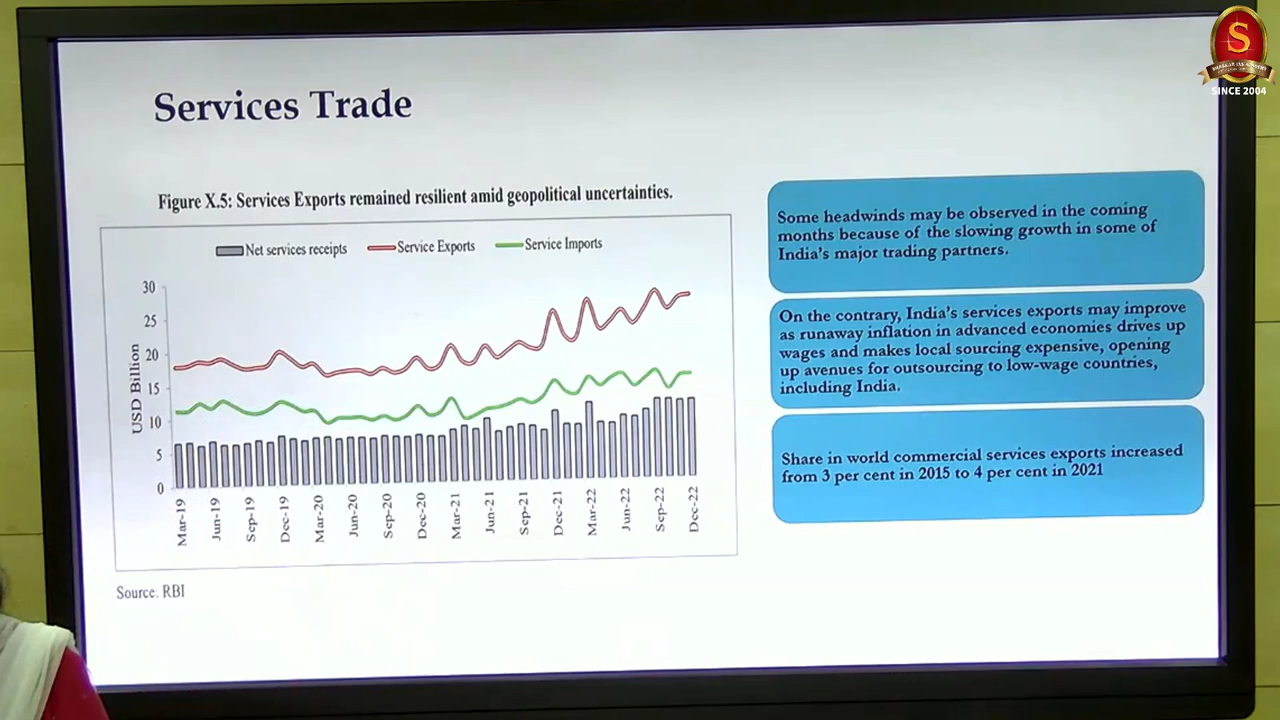 S
SHANKAR IAS ACADEMY
SINCE 2004
Services Trade
Figure X.5: Services Exports remained resilient amid geopolitical uncertainties.
Net services receipts
Service Exports
Service Imports
USD Billion
30
25
20
15
10
5
0
Mar-19
Jun-19
Sep-19
Dec-19
Mar-20
Jun-20
Sep-20
Dec-20
Mar-21
Jun-21
Sep-21
Dec-21
Mar-22
Jun-22
Sep-22
Dec-22
Source: RBI
Some headwinds may be observed in the coming
months because of the slowing growth in some of
India's major trading partners.
On the contrary, India's services exports may improve
as runaway inflation in advanced economies drives up
wages and makes local sourcing expensive, opening
up avenues for outsourcing to low-wage countries,
including India.
Share in world commercial services exports increased
from 3 per cent in 2015 to 4 per cent in 2021